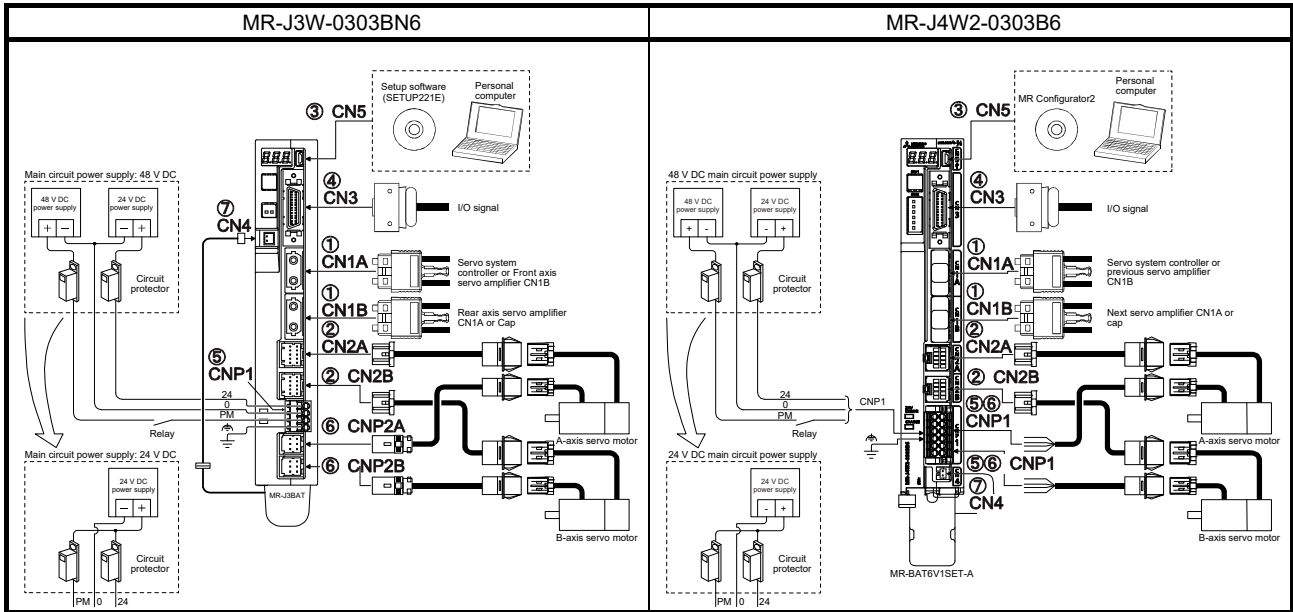 MR-J3W-0303BN6
MR-J4W2-0303B6
Setup software
(SETUP221E)
Personal
computer
③ CN5
Main circuit power supply: 48 V DC
48 V DC
power supply
24 V DC
power supply
+ −
− +
Circuit
protector
⑦
CN4
④
CN3
I/O signal
①
CN1A
Servo system
controller or Front axis
servo amplifier CN1B
①
CN1B
Rear axis servo amplifier
CN1A or Cap
②
CN2A
② CN2B
⑤
CNP1
24
0
PM
Relay
⑥ CNP2A
A-axis servo motor
⑥ CNP2B
B-axis servo motor
MR-J3BAT
Main circuit power supply: 24 V DC
24 V DC
power supply
− +
Circuit
protector
PM 0 24
MR Configurator2
Personal
computer
③ CN5
48 V DC main circuit power supply
48 V DC
power supply
24 V DC
power supply
+ -
- +
Circuit
protector
④
CN3
I/O signal
①
CN1A
Servo system controller or
previous servo amplifier
CN1B
①
CN1B
Next servo amplifier CN1A or
cap
②
CN2A
② CN2B
24
0
PM
CNP1
Relay
⑤⑥
CNP1
A-axis servo motor
⑤⑥ CNP1
⑦
CN4
B-axis servo motor
MR-BAT6V1SET-A
24 V DC main circuit power supply
24 V DC
power supply
- +
Circuit
protector
PM 0 24